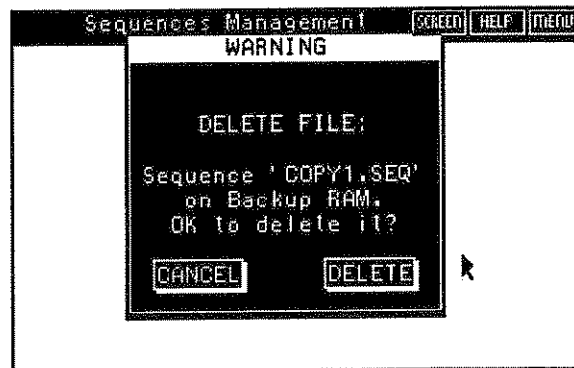 Sequences Management SCREEN HELP MENU
WARNING
DELETE FILE:
Sequence 'COPY1.SEQ'
on Backup RAM.
OK to delete it?
CANCEL DELETE